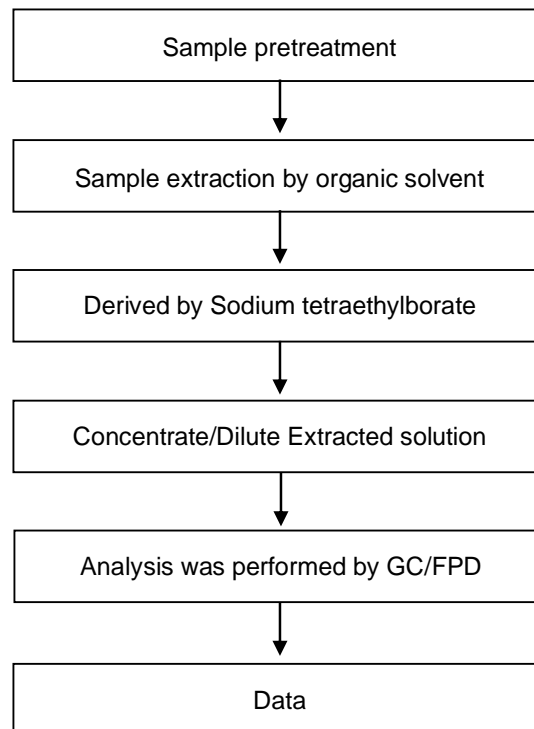 Sample pretreatment
Sample extraction by organic solvent
Derived by Sodium tetraethylborate
Concentrate/Dilute Extracted solution
Analysis was performed by GC/FPD
Data